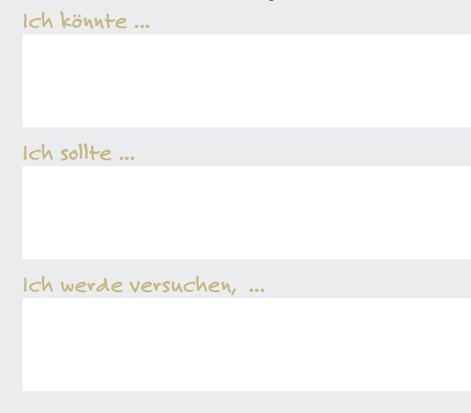 Ich könnte ...
Ich sollte ...
Ich werde versuchen, ...